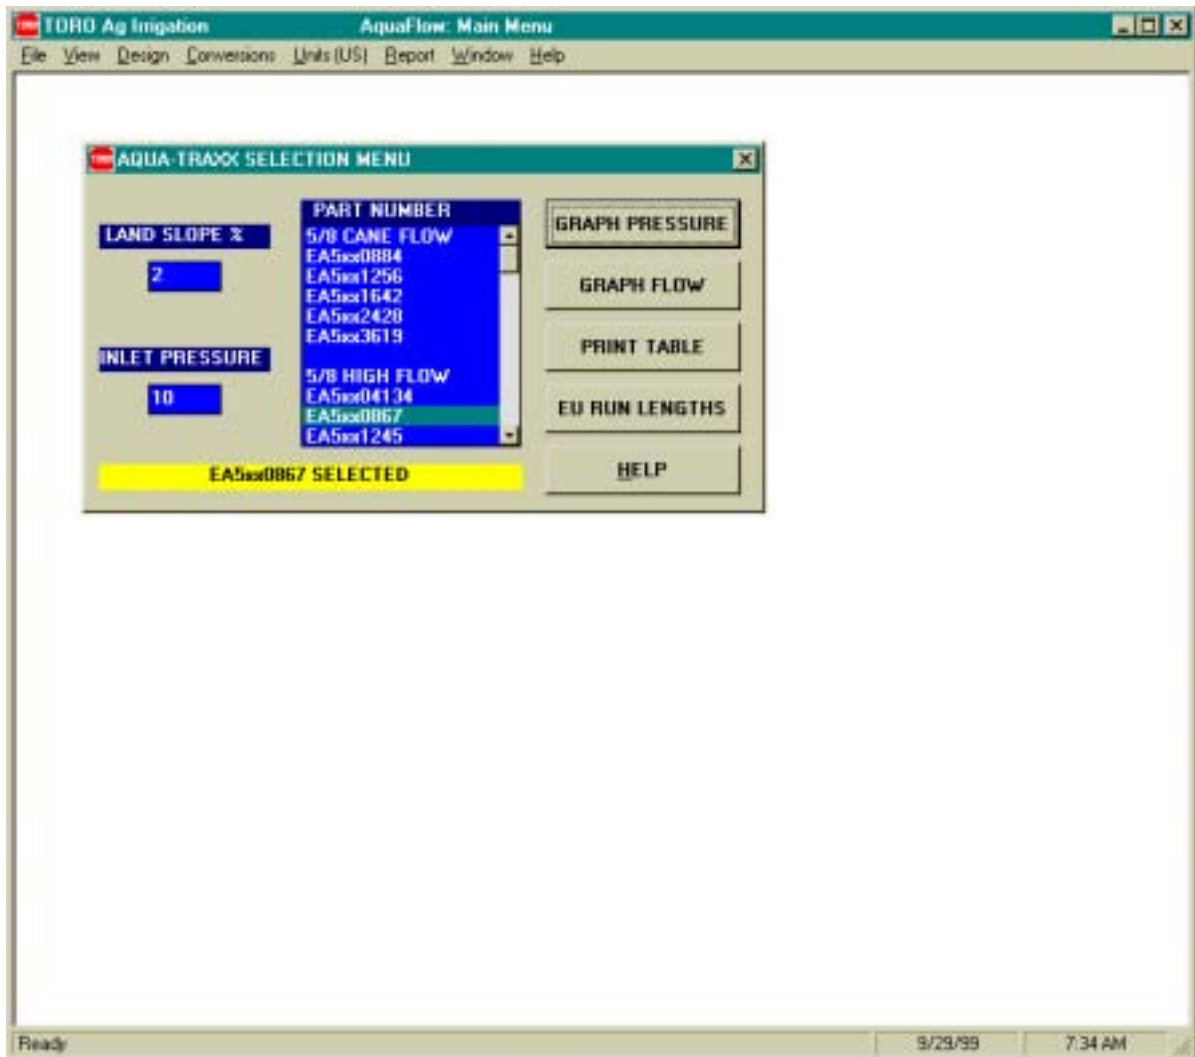 TORO Ag Irrigation AquaFlow: Main Menu
File View Design Conversions Units (US) Report Window Help
TORO AQUA-TRAXX SELECTION MENU
LAND SLOPE %
2
INLET PRESSURE
10
PART NUMBER
5/8 CANE FLOW
EA5xx0884
EA5xx1256
EA5xx1642
EA5xx2428
EA5xx3619
5/8 HIGH FLOW
EA5xx04134
EA5xx0867
EA5xx1245
EA5xx0867 SELECTED
GRAPH PRESSURE
GRAPH FLOW
PRINT TABLE
EU RUN LENGTHS
HELP
Ready 9/29/99 7:34 AM